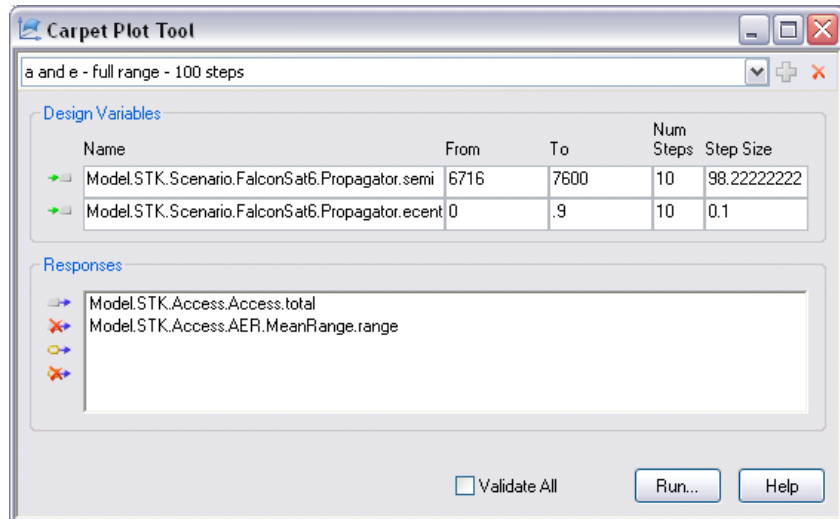 Carpet Plot Tool
a and e - full range - 100 steps
Design Variables
Name From To Num Steps Step Size
Model.STK.Scenario.FalconSat6.Propagator.semi 6716 7600 10 98.22222222
Model.STK.Scenario.FalconSat6.Propagator.ecent 0 .9 10 0.1
Responses
Model.STK.Access.Access.total
Model.STK.Access.AER.MeanRange.range
Validate All Run... Help